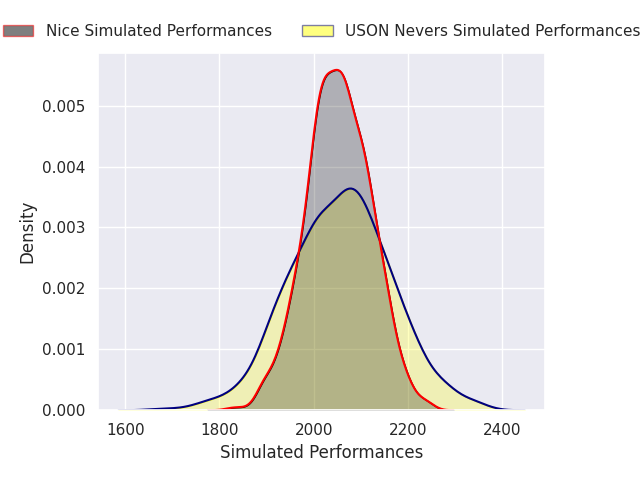 Nice Simulated Performances
USON Nevers Simulated Performances
0.005
0.004
0.003
0.002
0.001
0.000
Density
1600 1800 2000 2200 2400
Simulated Performances